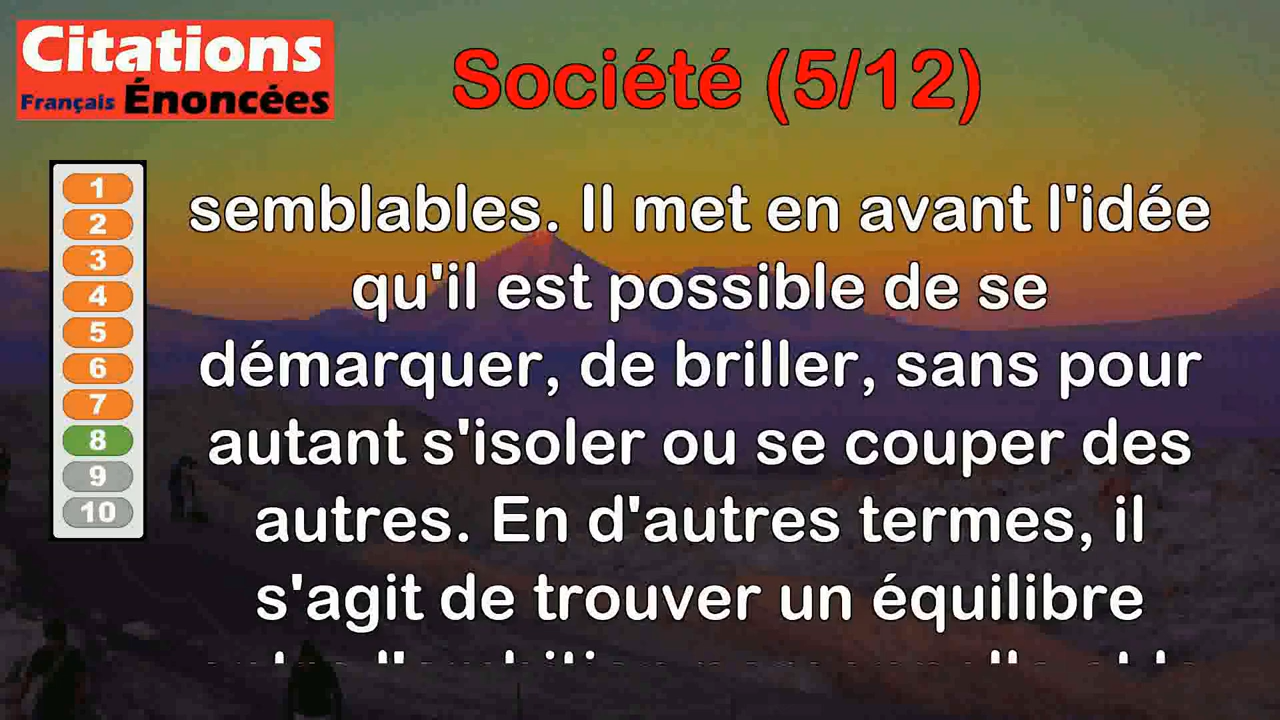 Citations
Français Énoncées
Société (5/12)
1
2
3
4
5
6
7
8
9
10
semblables. Il met en avant l'idée
qu'il est possible de se
démarquer, de briller, sans pour
autant s'isoler ou se couper des
autres. En d'autres termes, il
s'agit de trouver un équilibre